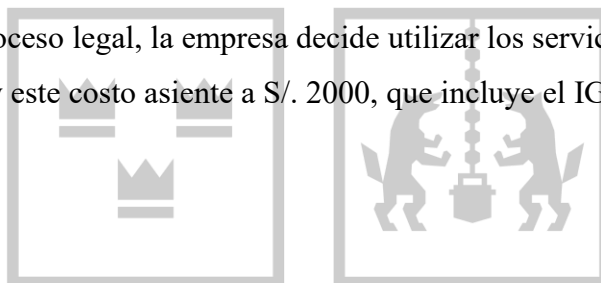 oceso legal, la empresa decide utilizar los servic
y este costo asiente a S/. 2000, que incluye el IG